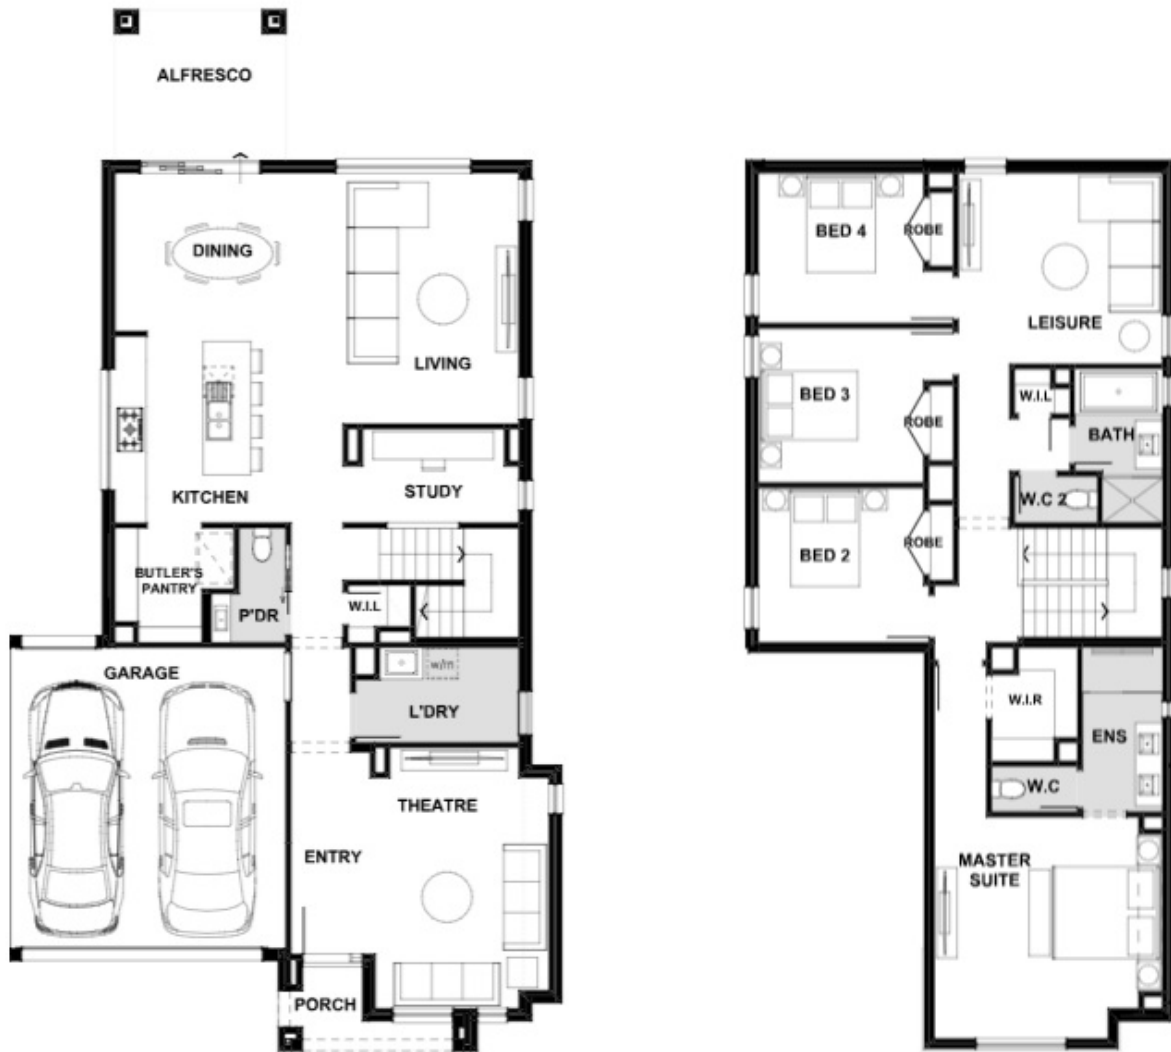 ALFRESCO
DINING
LIVING
KITCHEN
STUDY
BUTLER'S
PANTRY
P'DR
W.I.L
GARAGE
w/m
L'DRY
THEATRE
ENTRY
PORCH
BED 4
ROBE
LEISURE
BED 3
ROBE
W.I.L
BATH
W.C 2
BED 2
ROBE
W.I.R
ENS
W.C
MASTER
SUITE